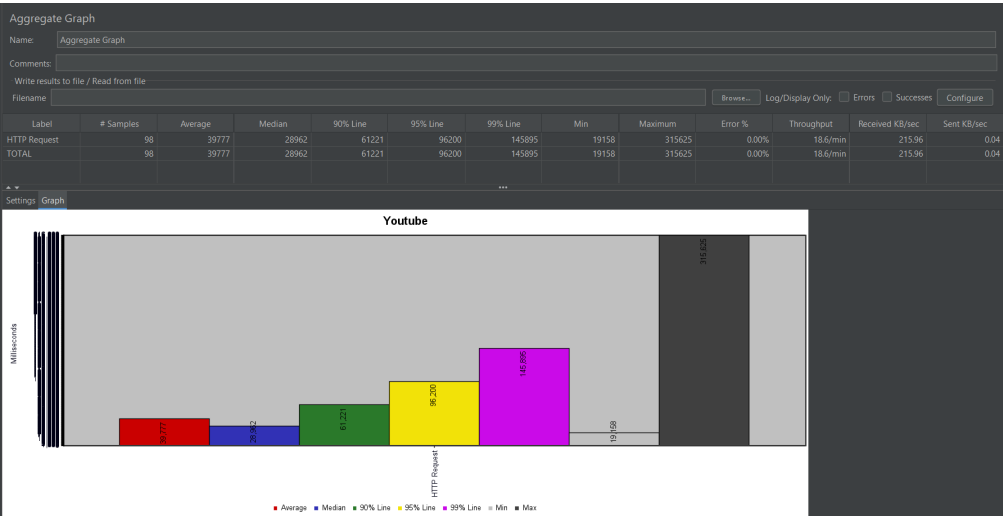 Aggregate Graph
Name: Aggregate Graph
Comments:
Write results to file / Read from file
Filename Browse... Log/Display Only: Errors Successes Configure
Label # Samples Average Median 90% Line 95% Line 99% Line Min Maximum Error % Throughput Received KB/sec Sent KB/sec
HTTP Request 98 39777 28962 61221 96200 145895 19158 315625 0.00% 18.6/min 215.96 0.04
TOTAL 98 39777 28962 61221 96200 145895 19158 315625 0.00% 18.6/min 215.96 0.04
Settings Graph
Youtube
Milliseconds
39,777
28,962
61,221
96,200
145,895
19,158
315,625
HTTP Request
Average Median 90% Line 95% Line 99% Line Min Max